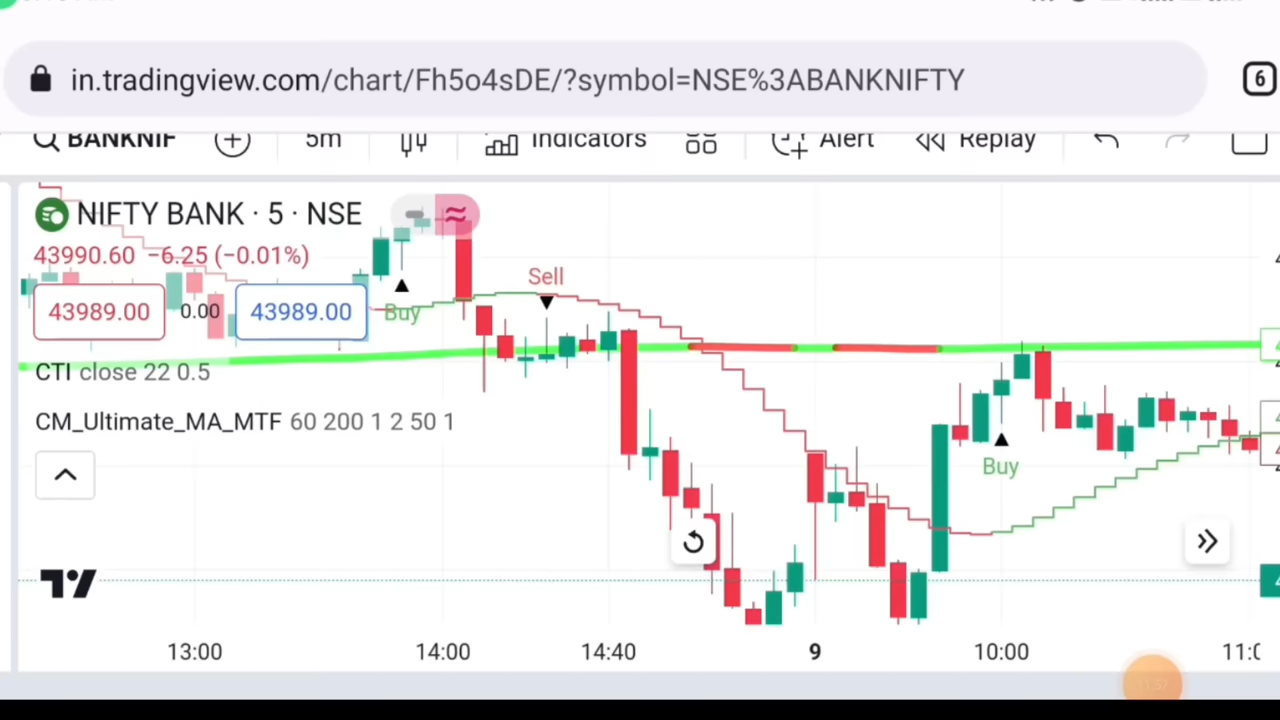 in.tradingview.com/chart/Fh5o4sDE/?symbol=NSE%3ABANKNIFTY
6
BANKNIF 5m Indicators Alert Replay
NIFTY BANK · 5 · NSE
43990.60 −6.25 (−0.01%)
Sell
43989.00 0.00 43989.00
Buy
CTI close 22 0.5
CM_Ultimate_MA_MTF 60 200 1 2 50 1
Buy
13:00 14:00 14:40 9 10:00